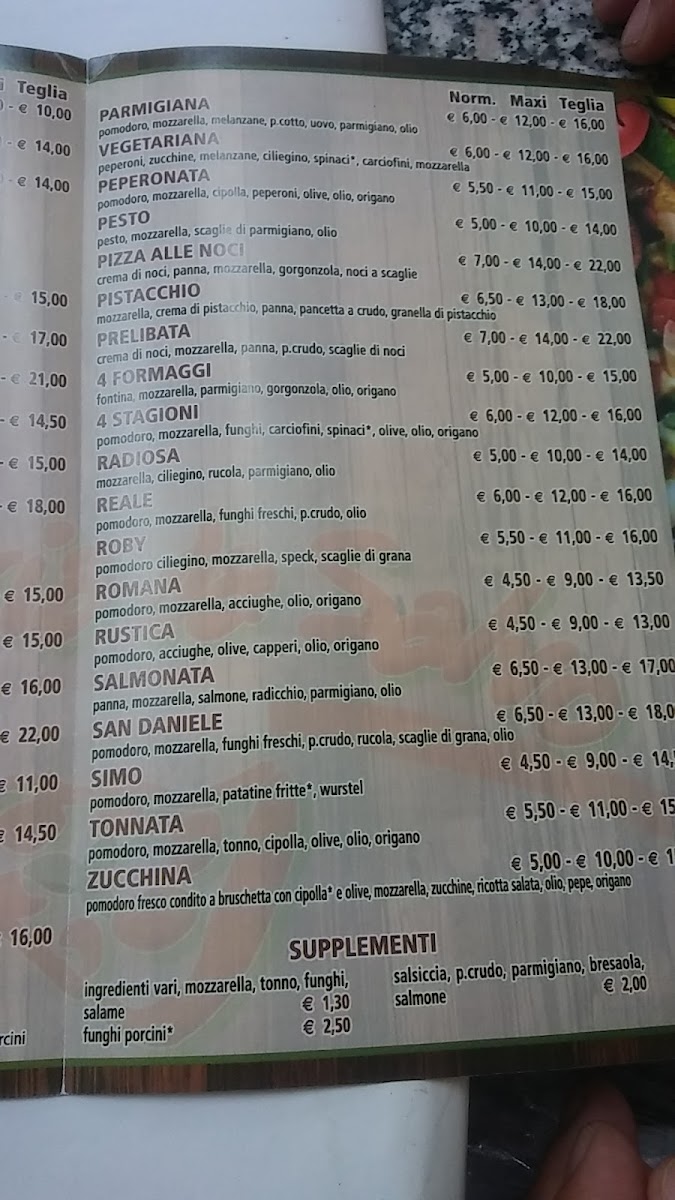 i Teglia
- € 10,00
- € 14,00
- € 14,00
- € 15,00
- € 17,00
- € 21,00
- € 14,50
- € 15,00
- € 18,00
€ 15,00
€ 15,00
€ 16,00
€ 22,00
€ 11,00
€ 14,50
16,00
rcini
Norm. Maxi Teglia
PARMIGIANA € 6,00 - € 12,00 - € 16,00
pomodoro, mozzarella, melanzane, p.cotto, uovo, parmigiano, olio
VEGETARIANA € 6,00 - € 12,00 - € 16,00
peperoni, zucchine, melanzane, ciliegino, spinaci*, carciofini, mozzarella
PEPERONATA € 5,50 - € 11,00 - € 15,00
pomodoro, mozzarella, cipolla, peperoni, olive, olio, origano
PESTO € 5,00 - € 10,00 - € 14,00
pesto, mozzarella, scaglie di parmigiano, olio
PIZZA ALLE NOCI € 7,00 - € 14,00 - € 22,00
crema di noci, panna, mozzarella, gorgonzola, noci a scaglie
PISTACCHIO € 6,50 - € 13,00 - € 18,00
mozzarella, crema di pistacchio, panna, pancetta a crudo, granella di pistacchio
PRELIBATA € 7,00 - € 14,00 - € 22,00
crema di noci, mozzarella, panna, p.crudo, scaglie di noci
4 FORMAGGI € 5,00 - € 10,00 - € 15,00
fontina, mozzarella, parmigiano, gorgonzola, olio, origano
4 STAGIONI € 6,00 - € 12,00 - € 16,00
pomodoro, mozzarella, funghi, carciofini, spinaci*, olive, olio, origano
RADIOSA € 5,00 - € 10,00 - € 14,00
mozzarella, ciliegino, rucola, parmigiano, olio
REALE € 6,00 - € 12,00 - € 16,00
pomodoro, mozzarella, funghi freschi, p.crudo, olio
ROBY € 5,50 - € 11,00 - € 16,00
pomodoro ciliegino, mozzarella, speck, scaglie di grana
ROMANA € 4,50 - € 9,00 - € 13,50
pomodoro, mozzarella, acciughe, olio, origano
RUSTICA € 4,50 - € 9,00 - € 13,00
pomodoro, acciughe, olive, capperi, olio, origano
SALMONATA € 6,50 - € 13,00 - € 17,00
panna, mozzarella, salmone, radicchio, parmigiano, olio
SAN DANIELE € 6,50 - € 13,00 - € 18,0
pomodoro, mozzarella, funghi freschi, p.crudo, rucola, scaglie di grana, olio
SIMO € 4,50 - € 9,00 - € 14,
pomodoro, mozzarella, patatine fritte*, wurstel
TONNATA € 5,50 - € 11,00 - € 15
pomodoro, mozzarella, tonno, cipolla, olive, olio, origano
ZUCCHINA € 5,00 - € 10,00 - € 1
pomodoro fresco condito a bruschetta con cipolla* e olive, mozzarella, zucchine, ricotta salata, olio, pepe, origano
SUPPLEMENTI
ingredienti vari, mozzarella, tonno, funghi,
salame € 1,30
funghi porcini* € 2,50
salsiccia, p.crudo, parmigiano, bresaola,
salmone € 2,00